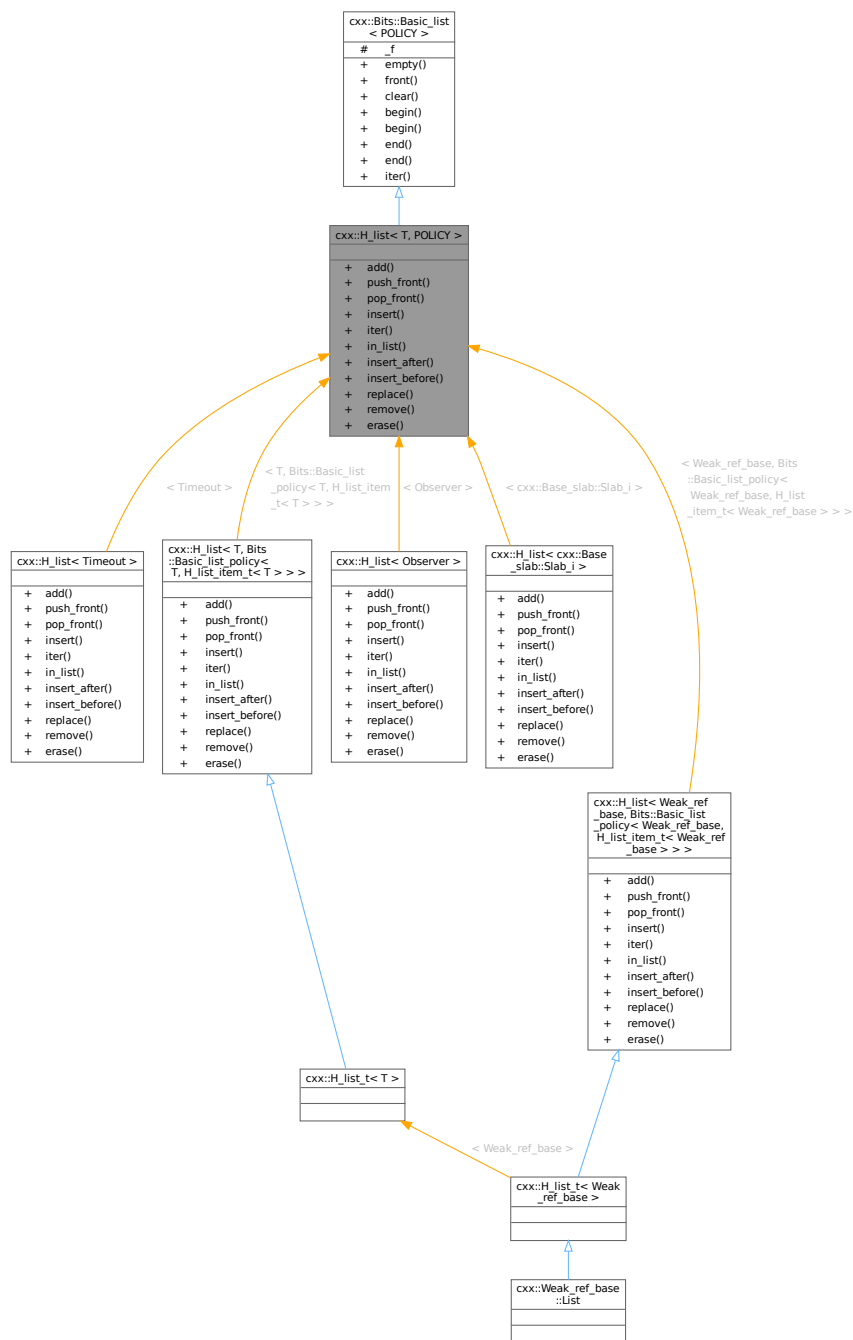 cxx::Bits::Basic_list
< POLICY >
# _f
+ empty()
+ front()
+ clear()
+ begin()
+ begin()
+ end()
+ end()
+ iter()
cxx::H_list< T, POLICY >
+ add()
+ push_front()
+ pop_front()
+ insert()
+ iter()
+ in_list()
+ insert_after()
+ insert_before()
+ replace()
+ remove()
+ erase()
< Timeout >
< T, Bits::Basic_list
_policy< T, H_list_item
_t< T > > >
< Observer >
< cxx::Base_slab::Slab_i >
< Weak_ref_base, Bits
::Basic_list_policy<
Weak_ref_base, H_list
_item_t< Weak_ref_base > > >
cxx::H_list< Timeout >
+ add()
+ push_front()
+ pop_front()
+ insert()
+ iter()
+ in_list()
+ insert_after()
+ insert_before()
+ replace()
+ remove()
+ erase()
cxx::H_list< T, Bits
::Basic_list_policy<
T, H_list_item_t< T > > >
+ add()
+ push_front()
+ pop_front()
+ insert()
+ iter()
+ in_list()
+ insert_after()
+ insert_before()
+ replace()
+ remove()
+ erase()
cxx::H_list< Observer >
+ add()
+ push_front()
+ pop_front()
+ insert()
+ iter()
+ in_list()
+ insert_after()
+ insert_before()
+ replace()
+ remove()
+ erase()
cxx::H_list< cxx::Base
_slab::Slab_i >
+ add()
+ push_front()
+ pop_front()
+ insert()
+ iter()
+ in_list()
+ insert_after()
+ insert_before()
+ replace()
+ remove()
+ erase()
cxx::H_list< Weak_ref
_base, Bits::Basic_list
_policy< Weak_ref_base,
H_list_item_t< Weak_ref
_base > > >
+ add()
+ push_front()
+ pop_front()
+ insert()
+ iter()
+ in_list()
+ insert_after()
+ insert_before()
+ replace()
+ remove()
+ erase()
cxx::H_list_t< T >
< Weak_ref_base >
cxx::H_list_t< Weak
_ref_base >
cxx::Weak_ref_base
::List